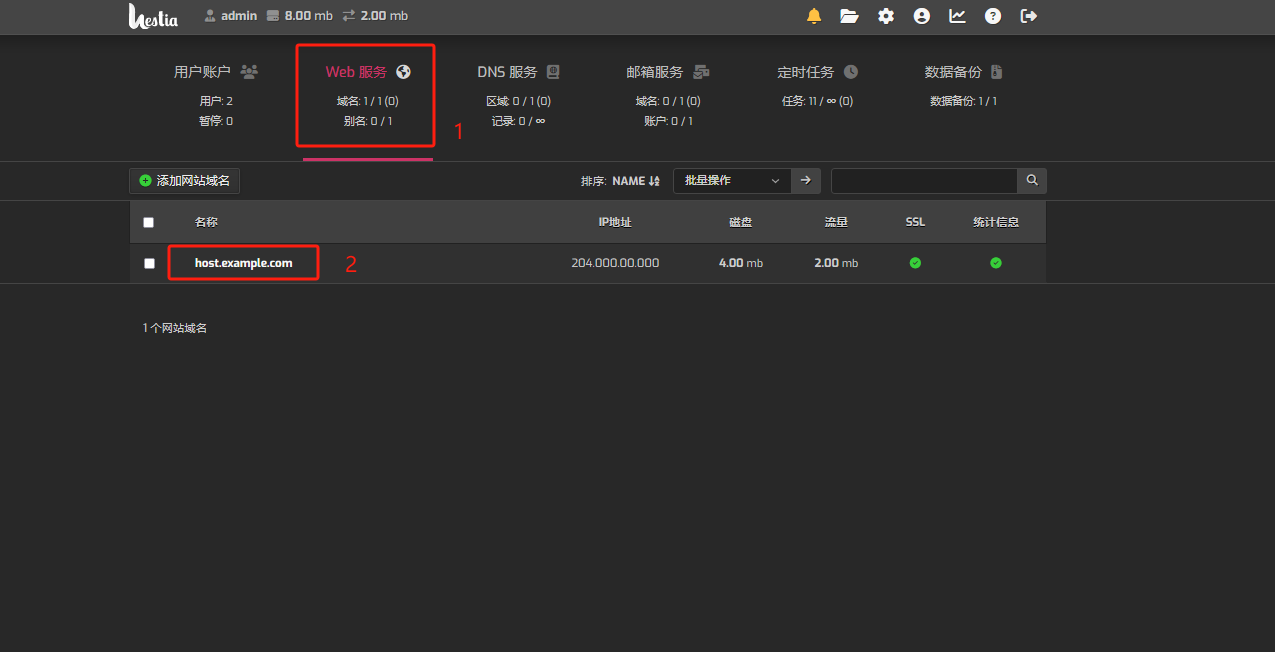 hestia admin 8.00 mb 2.00 mb
用户账户 Web 服务 DNS 服务 邮箱服务 定时任务 数据备份
用户: 2 域名: 1 / 1 (0) 区域: 0 / 1 (0) 域名: 0 / 1 (0) 任务: 11 / ∞ (0) 数据备份: 1 / 1
暂停: 0 别名: 0 / 1 记录: 0 / ∞ 账户: 0 / 1
1
添加网站域名 排序: NAME 批量操作
名称 IP地址 磁盘 流量 SSL 统计信息
host.example.com 2 204.000.00.000 4.00 mb 2.00 mb
1 个网站域名